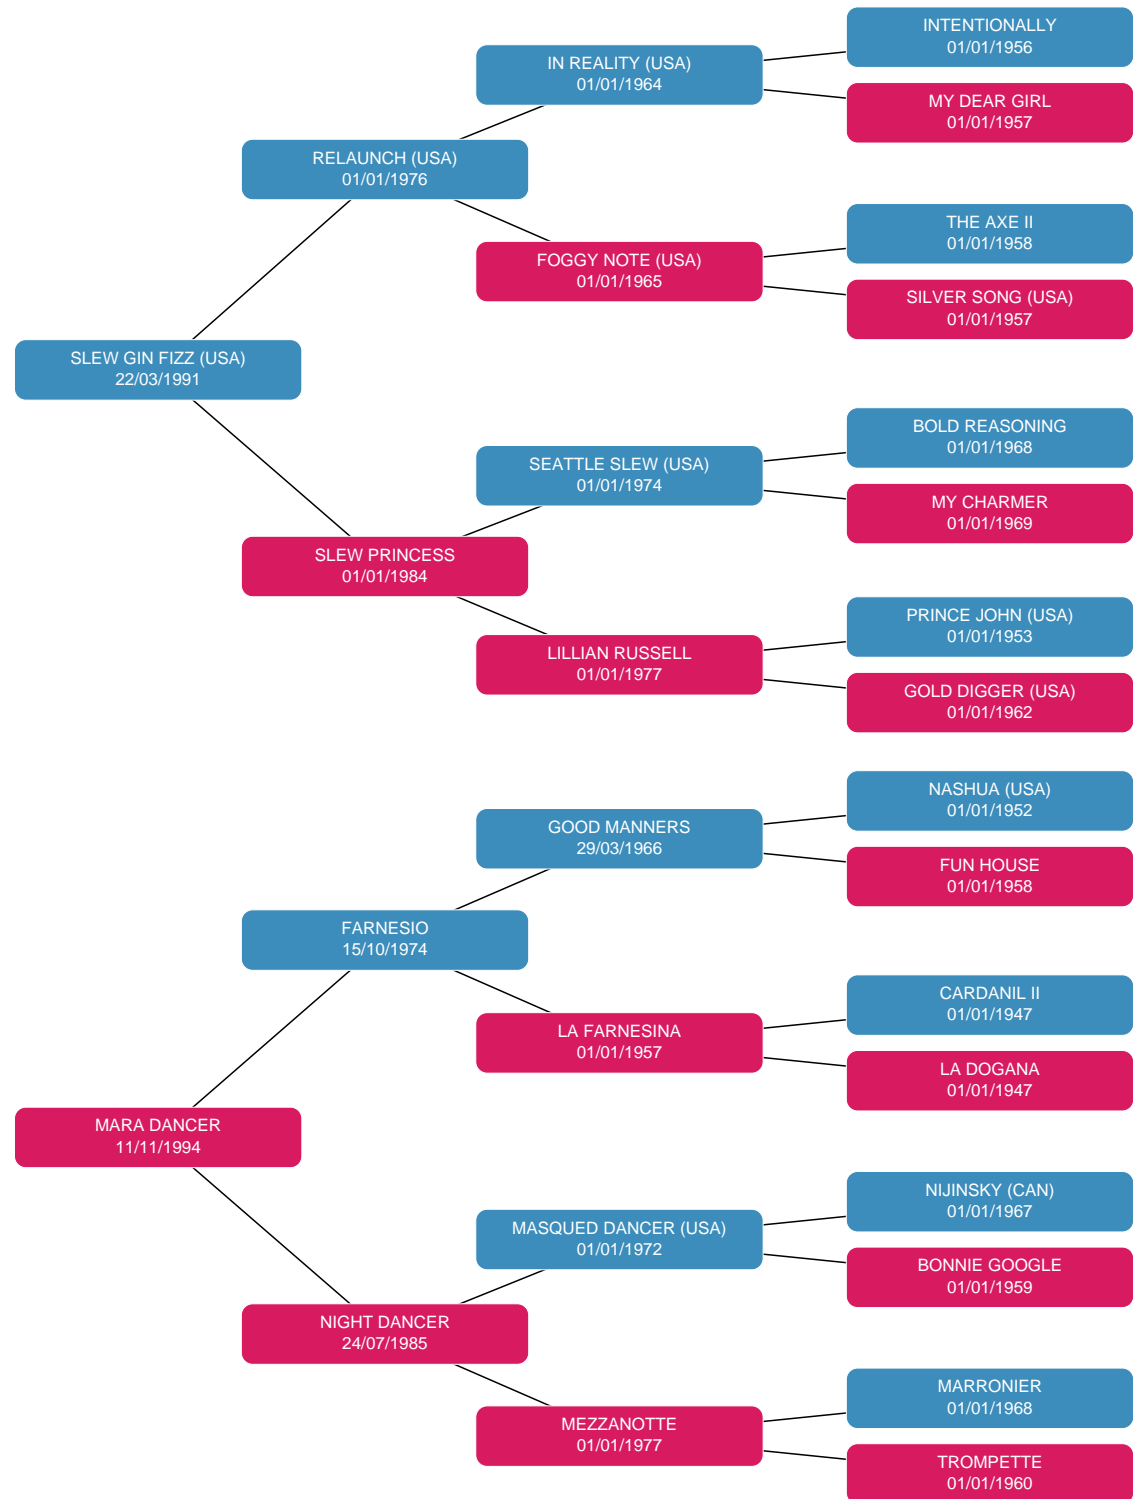 INTENTIONALLY
01/01/1956
IN REALITY (USA)
01/01/1964
MY DEAR GIRL
01/01/1957
RELAUNCH (USA)
01/01/1976
THE AXE II
01/01/1958
FOGGY NOTE (USA)
01/01/1965
SILVER SONG (USA)
01/01/1957
SLEW GIN FIZZ (USA)
22/03/1991
BOLD REASONING
01/01/1968
SEATTLE SLEW (USA)
01/01/1974
MY CHARMER
01/01/1969
SLEW PRINCESS
01/01/1984
PRINCE JOHN (USA)
01/01/1953
LILLIAN RUSSELL
01/01/1977
GOLD DIGGER (USA)
01/01/1962
NASHUA (USA)
01/01/1952
GOOD MANNERS
29/03/1966
FUN HOUSE
01/01/1958
FARNESIO
15/10/1974
CARDANIL II
01/01/1947
LA FARNESINA
01/01/1957
LA DOGANA
01/01/1947
MARA DANCER
11/11/1994
NIJINSKY (CAN)
01/01/1967
MASQUED DANCER (USA)
01/01/1972
BONNIE GOOGLE
01/01/1959
NIGHT DANCER
24/07/1985
MARRONIER
01/01/1968
MEZZANOTTE
01/01/1977
TROMPETTE
01/01/1960